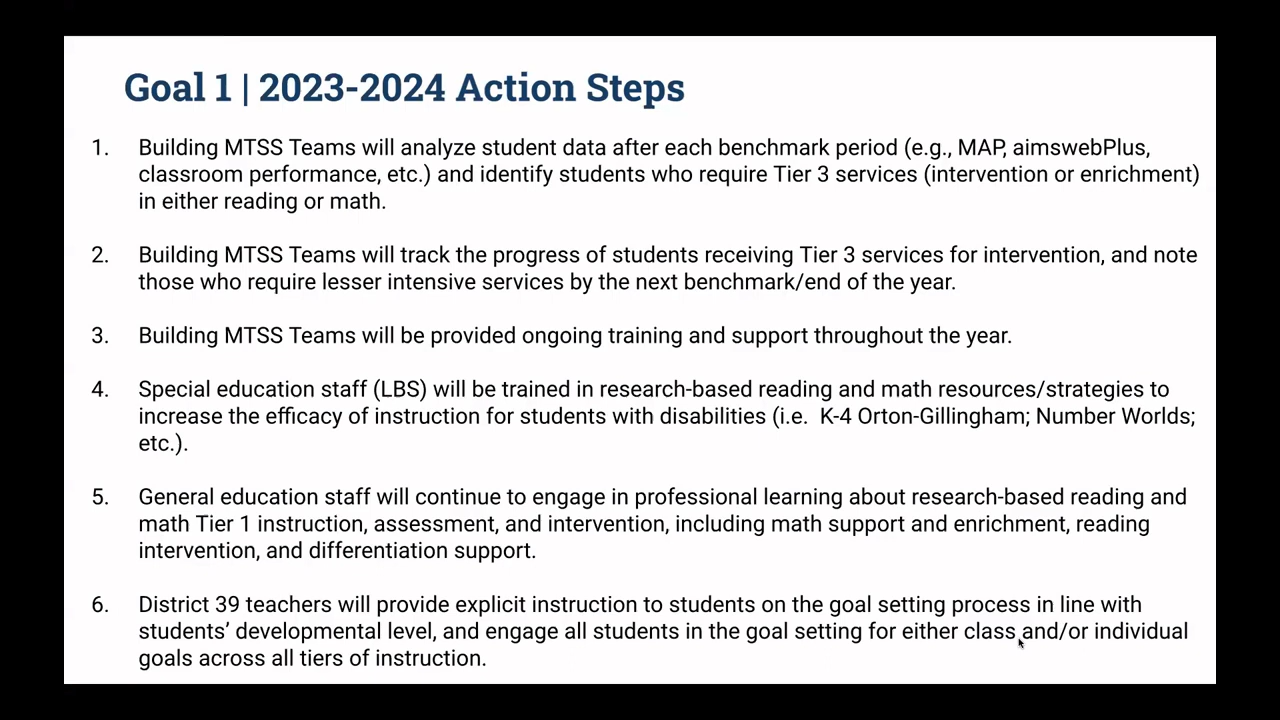 Goal 1 | 2023-2024 Action Steps
1. Building MTSS Teams will analyze student data after each benchmark period (e.g., MAP, aimswebPlus,
classroom performance, etc.) and identify students who require Tier 3 services (intervention or enrichment)
in either reading or math.
2. Building MTSS Teams will track the progress of students receiving Tier 3 services for intervention, and note
those who require lesser intensive services by the next benchmark/end of the year.
3. Building MTSS Teams will be provided ongoing training and support throughout the year.
4. Special education staff (LBS) will be trained in research-based reading and math resources/strategies to
increase the efficacy of instruction for students with disabilities (i.e. K-4 Orton-Gillingham; Number Worlds;
etc.).
5. General education staff will continue to engage in professional learning about research-based reading and
math Tier 1 instruction, assessment, and intervention, including math support and enrichment, reading
intervention, and differentiation support.
6. District 39 teachers will provide explicit instruction to students on the goal setting process in line with
students’ developmental level, and engage all students in the goal setting for either class and/or individual
goals across all tiers of instruction.